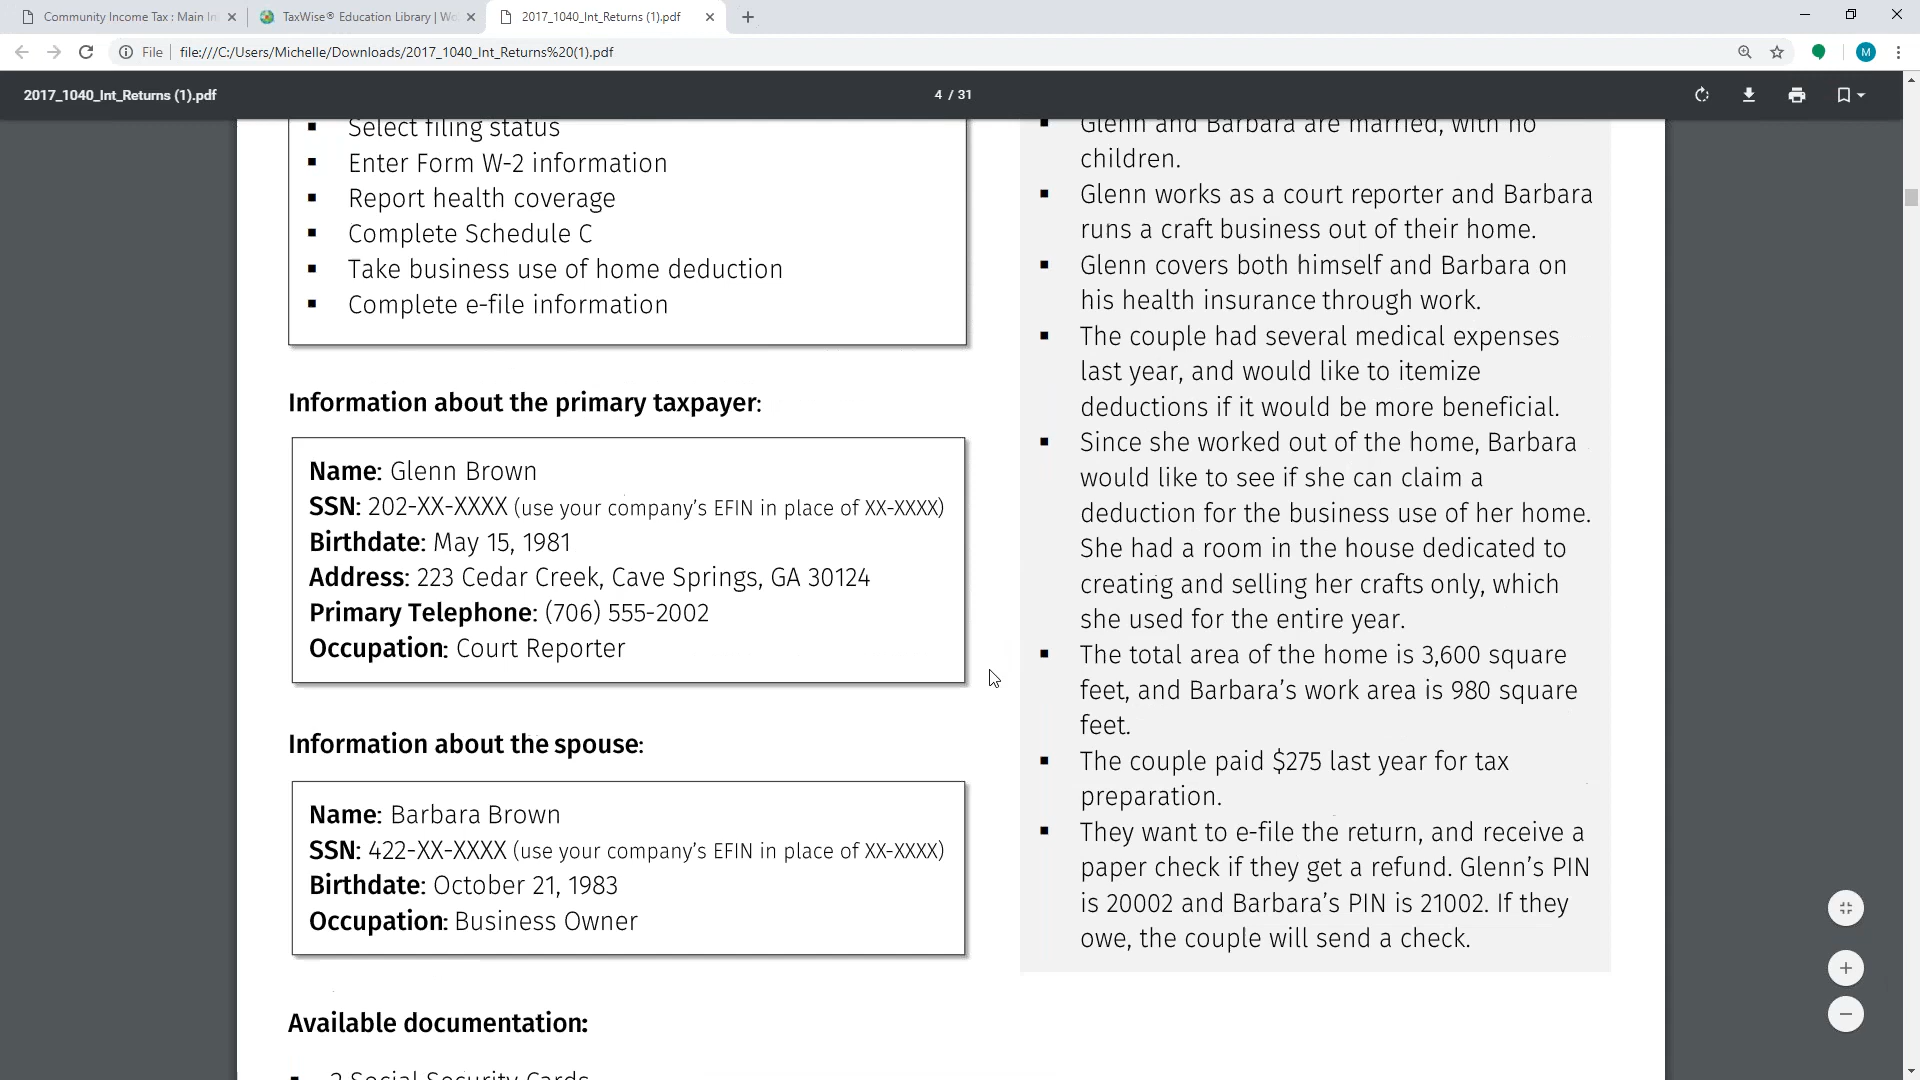 Community Income Tax : Main In
TaxWise® Education Library | Wo
2017_1040_Int_Returns (1).pdf
File
file:///C:/Users/Michelle/Downloads/2017_1040_Int_Returns%20(1).pdf
M
2017_1040_Int_Returns (1).pdf
4 / 31
▪ Select filing status
▪ Enter Form W-2 information
▪ Report health coverage
▪ Complete Schedule C
▪ Take business use of home deduction
▪ Complete e-file information
Information about the primary taxpayer:
Name: Glenn Brown
SSN: 202-XX-XXXX (use your company's EFIN in place of XX-XXXX)
Birthdate: May 15, 1981
Address: 223 Cedar Creek, Cave Springs, GA 30124
Primary Telephone: (706) 555-2002
Occupation: Court Reporter
Information about the spouse:
Name: Barbara Brown
SSN: 422-XX-XXXX (use your company's EFIN in place of XX-XXXX)
Birthdate: October 21, 1983
Occupation: Business Owner
Available documentation:
▪ 2 Social Security Cards
▪ Glenn and Barbara are married, with no
children.
▪ Glenn works as a court reporter and Barbara
runs a craft business out of their home.
▪ Glenn covers both himself and Barbara on
his health insurance through work.
▪ The couple had several medical expenses
last year, and would like to itemize
deductions if it would be more beneficial.
▪ Since she worked out of the home, Barbara
would like to see if she can claim a
deduction for the business use of her home.
She had a room in the house dedicated to
creating and selling her crafts only, which
she used for the entire year.
▪ The total area of the home is 3,600 square
feet, and Barbara's work area is 980 square
feet.
▪ The couple paid $275 last year for tax
preparation.
▪ They want to e-file the return, and receive a
paper check if they get a refund. Glenn's PIN
is 20002 and Barbara's PIN is 21002. If they
owe, the couple will send a check.